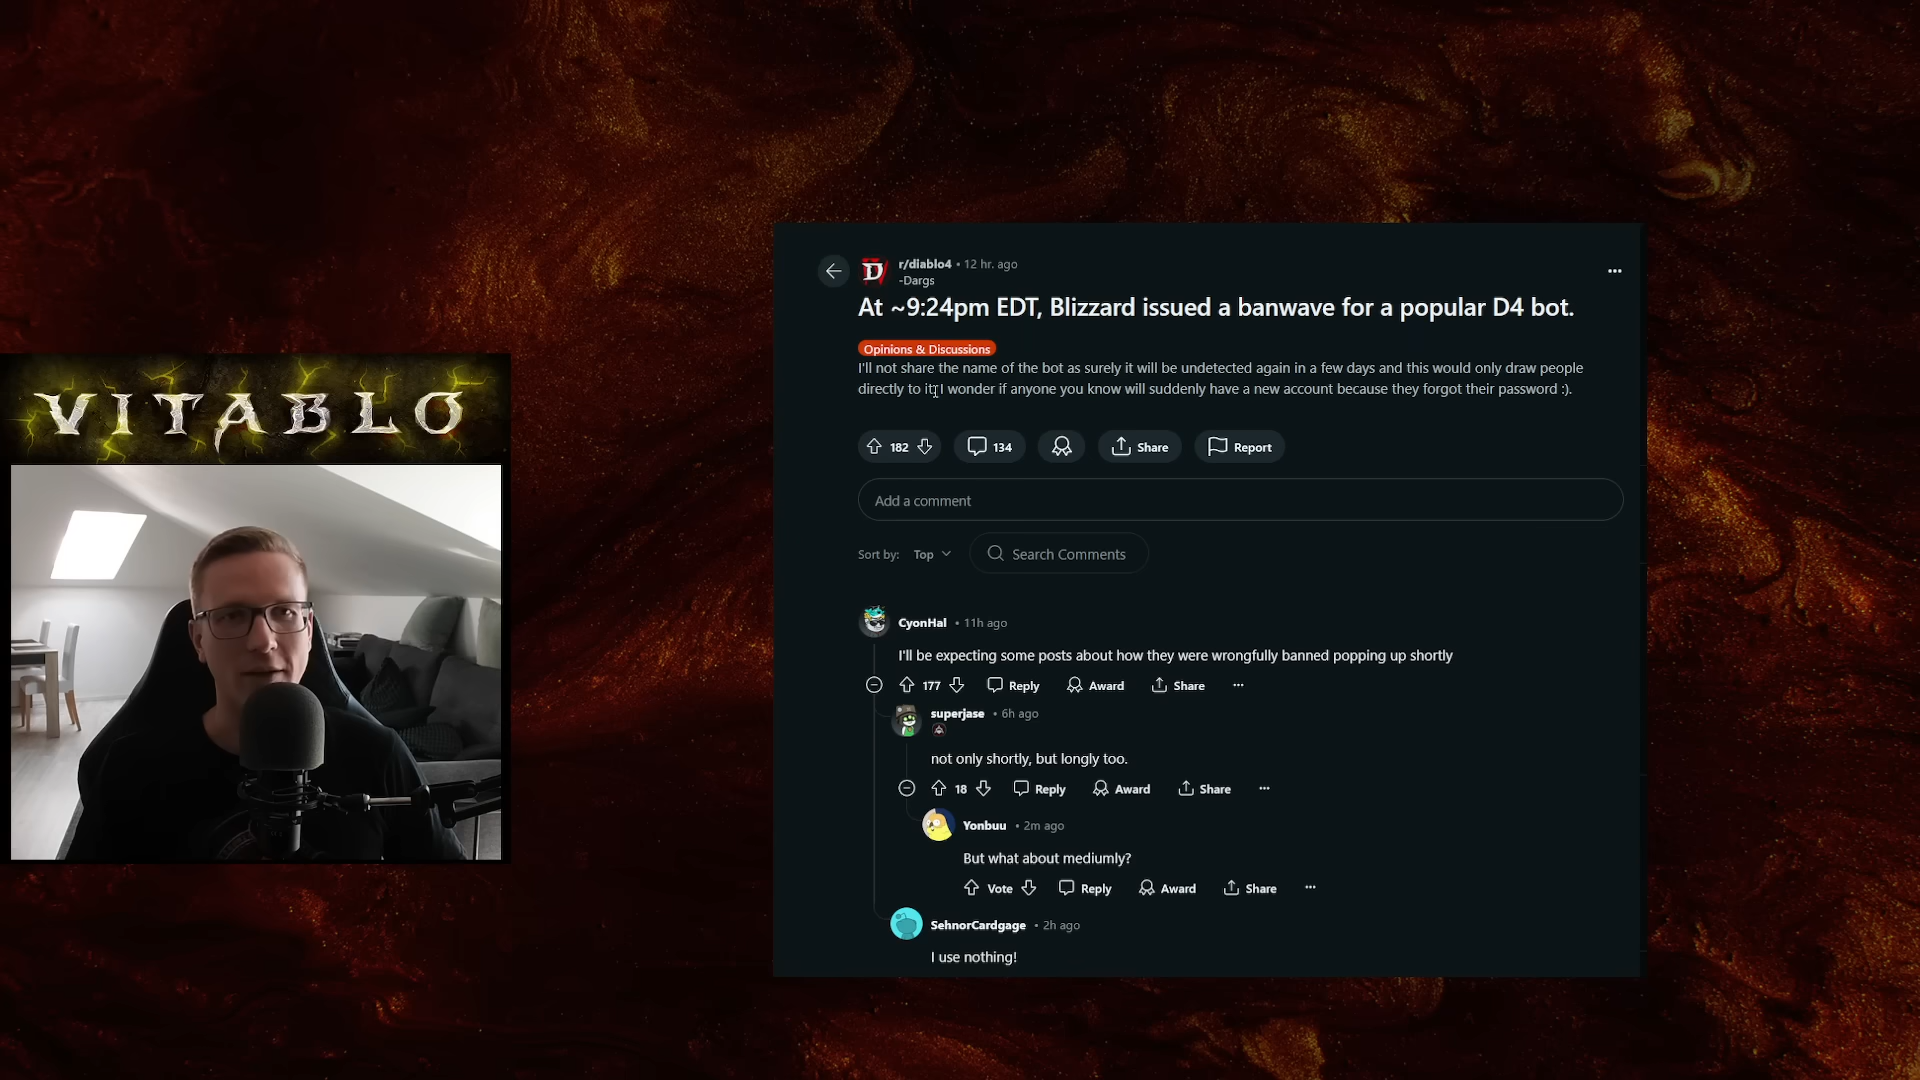 VITABLO
r/diablo4 • 12 hr. ago
-Dargs
At ~9:24pm EDT, Blizzard issued a banwave for a popular D4 bot.
Opinions & Discussions
I'll not share the name of the bot as surely it will be undetected again in a few days and this would only draw people
directly to it. I wonder if anyone you know will suddenly have a new account because they forgot their password :).
182 134 Share Report
Add a comment
Sort by: Top Search Comments
CyonHal • 11h ago
I'll be expecting some posts about how they were wrongfully banned popping up shortly
177 Reply Award Share ...
superjase • 6h ago
not only shortly, but longly too.
18 Reply Award Share ...
Yonbuu • 2m ago
But what about mediumly?
Vote Reply Award Share ...
SehnorCardgage • 2h ago
I use nothing!